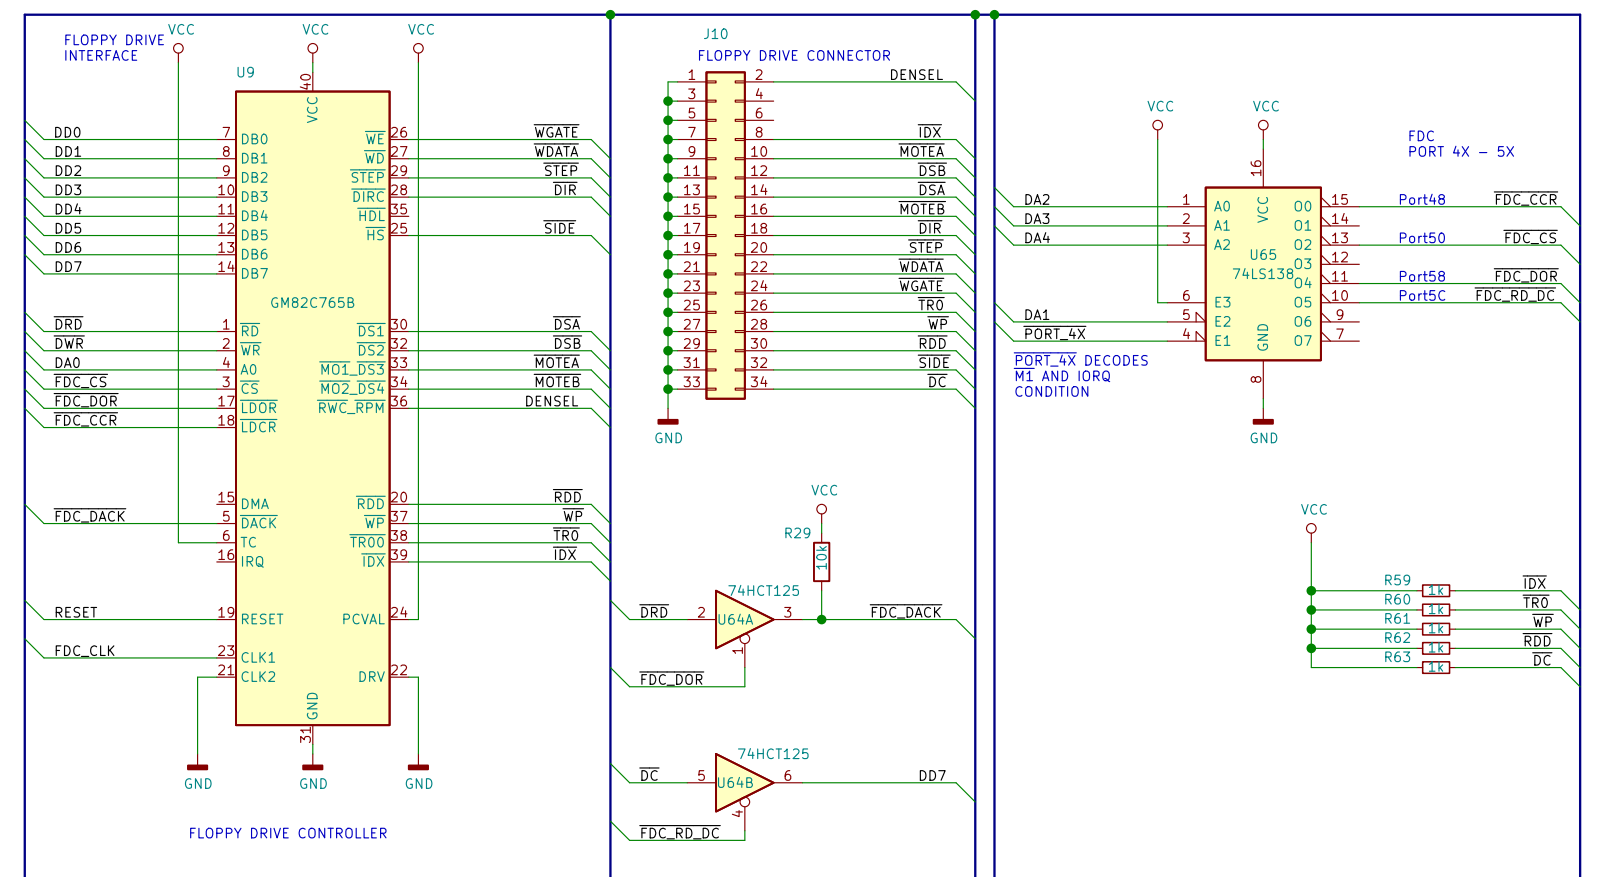 FLOPPY DRIVE
INTERFACE
VCC
VCC
VCC
U9
40
VCC
DD0 7 DB0
DD1 8 DB1
DD2 9 DB2
DD3 10 DB3
DD4 11 DB4
DD5 12 DB5
DD6 13 DB6
DD7 14 DB7
WE 26 WGATE
WD 27 WDATA
STEP 29 STEP
DIRC 28 DIR
HDL 35
HS 25 SIDE
GM82C765B
DRD 1 RD
DWR 2 WR
DA0 4 A0
FDC_CS 3 CS
FDC_DOR 17 LDOR
FDC_CCR 18 LDCR
DS1 30 DSA
DS2 32 DSB
MO1_DS3 33 MOTEA
MO2_DS4 34 MOTEB
RWC_RPM 36 DENSEL
15 DMA
FDC_DACK 5 DACK
6 TC
16 IRQ
RDD 20 RDD
WP 37 WP
TR00 38 TR0
IDX 39 IDX
RESET 19 RESET
PCVAL 24
FDC_CLK 23 CLK1
21 CLK2
DRV 22
GND
31
GND
GND
GND
FLOPPY DRIVE CONTROLLER
J10
FLOPPY DRIVE CONNECTOR
1 2 DENSEL
3 4
5 6
7 8 IDX
9 10 MOTEA
11 12 DSB
13 14 DSA
15 16 MOTEB
17 18 DIR
19 20 STEP
21 22 WDATA
23 24 WGATE
25 26 TR0
27 28 WP
29 30 RDD
31 32 SIDE
33 34 DC
GND
VCC
R29
10k
74HCT125
DRD 2 U64A 3 FDC_DACK
1
FDC_DOR
74HCT125
DC 5 U64B 6 DD7
4
FDC_RD_DC
VCC
VCC
FDC
PORT 4X – 5X
16
VCC
DA2 1 A0
DA3 2 A1
DA4 3 A2
U65
74LS138
6 E3
DA1 5 E2
PORT_4X 4 E1
O0 15 Port48 FDC_CCR
O1 14
O2 13 Port50 FDC_CS
O3 12
O4 11 Port58 FDC_DOR
O5 10 Port5C FDC_RD_DC
O6 9
O7 7
GND
8
GND
PORT_4X DECODES
M1 AND IORQ
CONDITION
VCC
R59 1k IDX
R60 1k TR0
R61 1k WP
R62 1k RDD
R63 1k DC